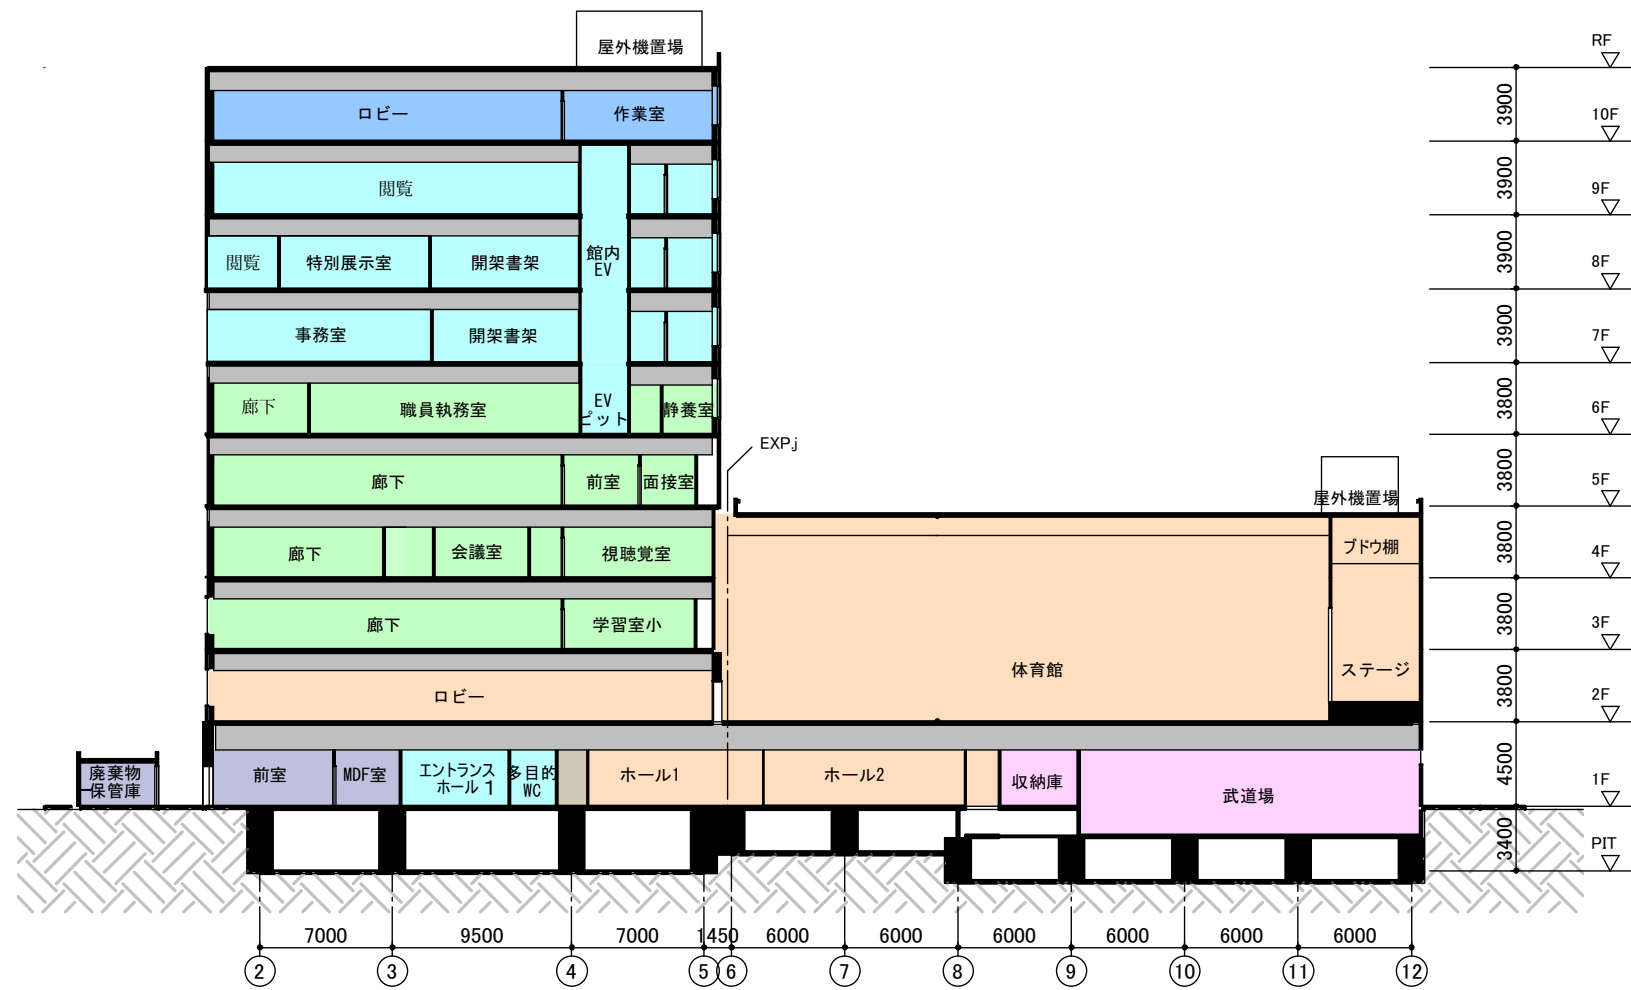 屋外機置場
RF
ロビー
作業室
3900
10F
閲覧
3900
9F
閲覧
特別展示室
開架書架
館内
EV
3900
8F
事務室
開架書架
3900
7F
廊下
職員執務室
EV
ピット
静養室
3800
6F
EXP.j
廊下
前室
面接室
3800
5F
屋外機置場
廊下
会議室
視聴覚室
ブドウ棚
3800
4F
廊下
学習室小
3800
3F
ロビー
体育館
ステージ
3800
2F
廃棄物
保管庫
前室
MDF室
エントランス
ホール1
多目的
WC
ホール1
ホール2
収納庫
武道場
4500
1F
3400
PIT
7000
9500
7000
1450
6000
6000
6000
6000
6000
6000
2
3
4
5
6
7
8
9
10
11
12